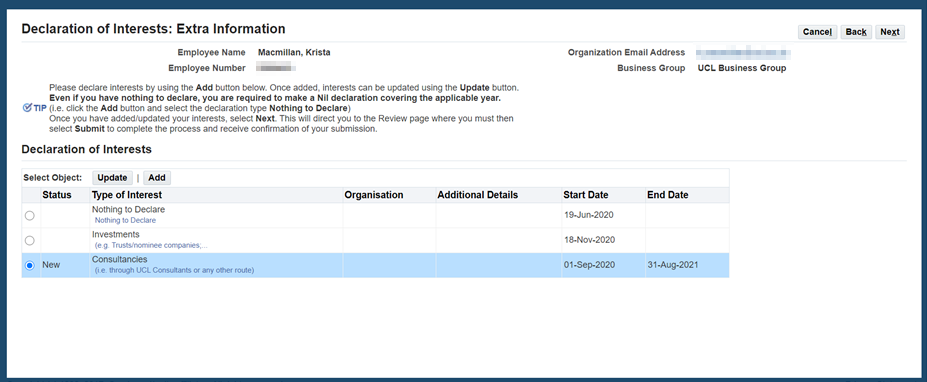 Declaration of Interests: Extra Information
Cancel Back Next
Employee Name Macmillan, Krista Organization Email Address
Employee Number Business Group UCL Business Group
Please declare interests by using the Add button below. Once added, interests can be updated using the Update button.
Even if you have nothing to declare, you are required to make a Nil declaration covering the applicable year.
TIP (i.e. click the Add button and select the declaration type Nothing to Declare)
Once you have added/updated your interests, select Next. This will direct you to the Review page where you must then
select Submit to complete the process and receive confirmation of your submission.
Declaration of Interests
Select Object: Update | Add
Status Type of Interest Organisation Additional Details Start Date End Date
Nothing to Declare
Nothing to Declare
19-Jun-2020
Investments
(e.g. Trusts/nominee companies;...
18-Nov-2020
New Consultancies
(i.e. through UCL Consultants or any other route)
01-Sep-2020 31-Aug-2021